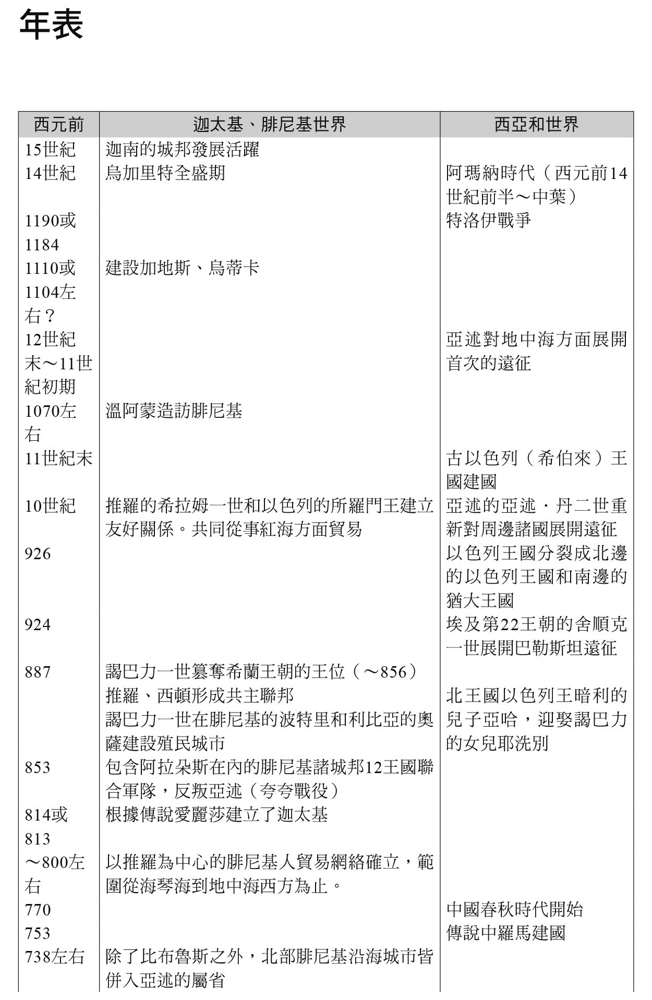 年表
西元前 迦太基、腓尼基世界 西亞和世界
15世紀 迦南的城邦發展活躍
14世紀 烏加里特全盛期 阿瑪納時代（西元前14
世紀前半～中葉）
1190或 特洛伊戰爭
1184
1110或 建設加地斯、烏蒂卡
1104左
右？
12世紀 亞述對地中海方面展開
末～11世 首次的遠征
紀初期
1070左 溫阿蒙造訪腓尼基
右
11世紀末 古以色列（希伯來）王
國建國
10世紀 推羅的希拉姆一世和以色列的所羅門王建立 亞述的亞述．丹二世重
友好關係。共同從事紅海方面貿易 新對周邊諸國展開遠征
926 以色列王國分裂成北邊
的以色列王國和南邊的
猶大王國
924 埃及第22王朝的舍順克
一世展開巴勒斯坦遠征
887 謁巴力一世篡奪希蘭王朝的王位（～856）
推羅、西頓形成共主聯邦 北王國以色列王暗利的
謁巴力一世在腓尼基的波特里和利比亞的奧 兒子亞哈，迎娶謁巴力
薩建設殖民城市 的女兒耶洗別
853 包含阿拉朵斯在內的腓尼基諸城邦12王國聯
合軍隊，反叛亞述（夸夸戰役）
814或 根據傳說愛麗莎建立了迦太基
813
～800左 以推羅為中心的腓尼基人貿易網絡確立，範
右 圍從海琴海到地中海西方為止。
770 中國春秋時代開始
753 傳說中羅馬建國
738左右 除了比布魯斯之外，北部腓尼基沿海城市皆
併入亞述的屬省